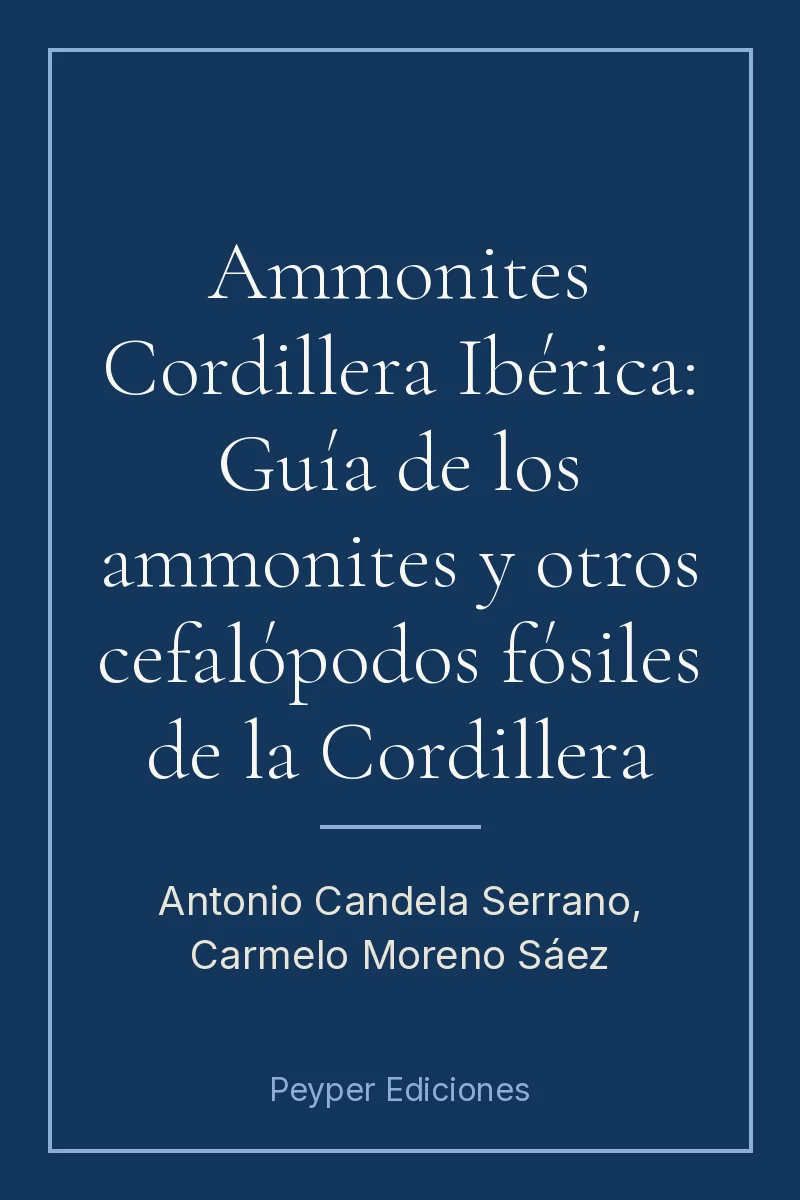 Ammonites
Cordillera Ibérica:
Guía de los
ammonites y otros
cefalópodos fósiles
de la Cordillera
Antonio Candela Serrano,
Carmelo Moreno Sáez
Peyper Ediciones